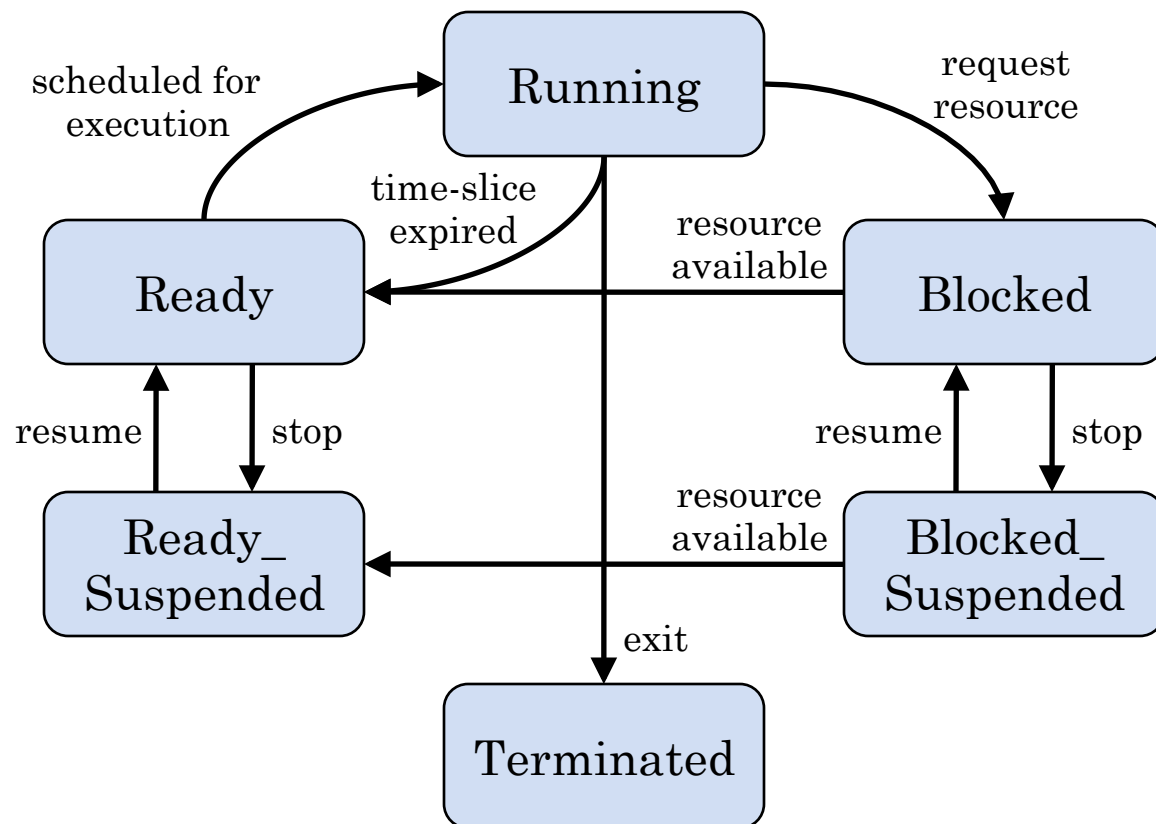 Running
scheduled for
execution
request
resource
time-slice
expired
resource
available
Ready
Blocked
resume
stop
resume
stop
resource
available
Ready_
Suspended
Blocked_
Suspended
exit
Terminated